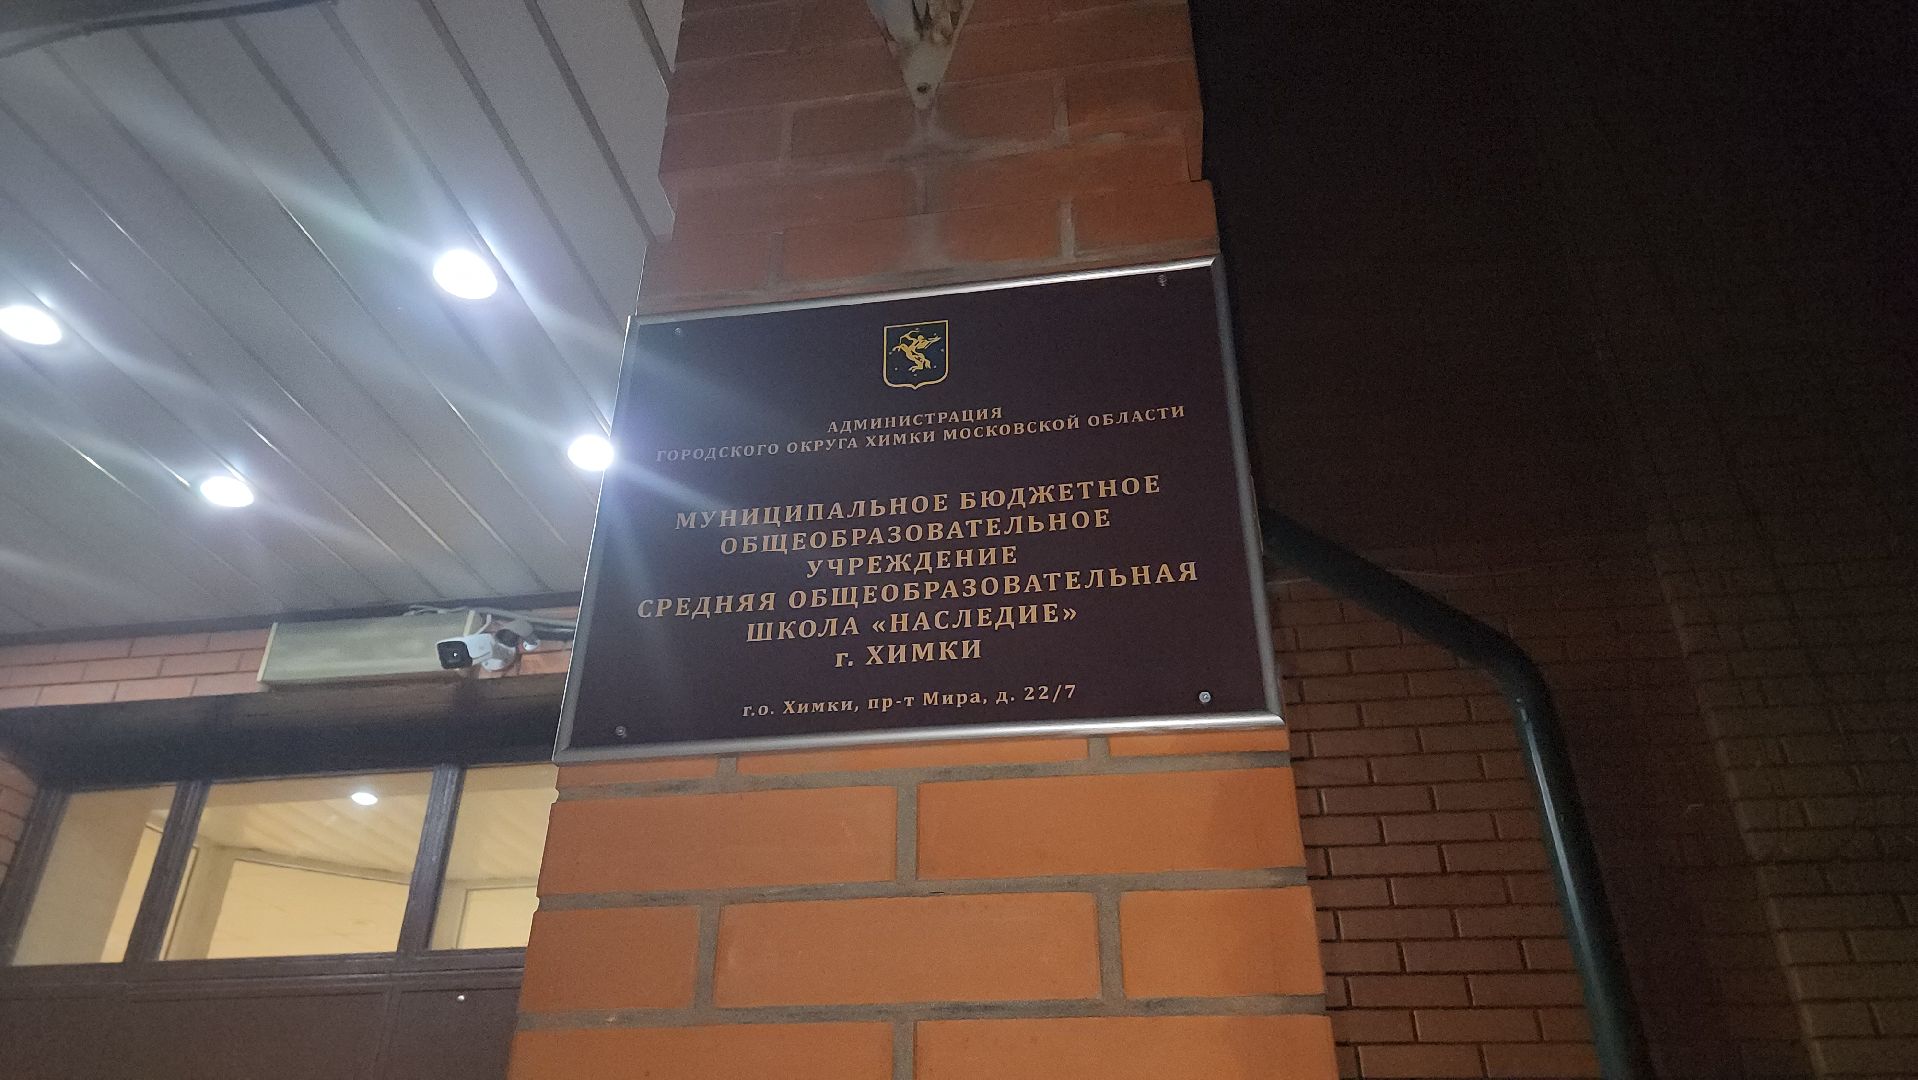 АДМИНИСТРАЦИЯ
ГОРОДСКОГО ОКРУГА ХИМКИ МОСКОВСКОЙ ОБЛАСТИ
МУНИЦИПАЛЬНОЕ БЮДЖЕТНОЕ
ОБЩЕОБРАЗОВАТЕЛЬНОЕ
УЧРЕЖДЕНИЕ
СРЕДНЯЯ ОБЩЕОБРАЗОВАТЕЛЬНАЯ
ШКОЛА «НАСЛЕДИЕ»
г. ХИМКИ
г.о. Химки, пр-т Мира, д. 22/7